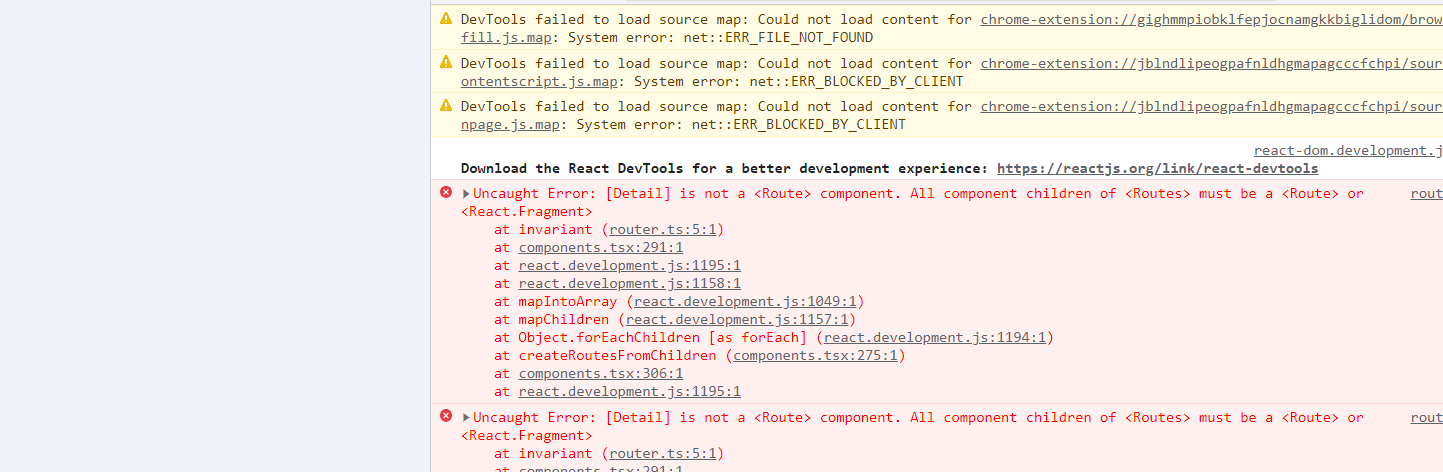 DevTools failed to load source map: Could not load content for chrome-extension://gighmmpiobklfepjocnamgkkbiglidom/brow
fill.js.map: System error: net::ERR_FILE_NOT_FOUND
DevTools failed to load source map: Could not load content for chrome-extension://jblndlipeogpafnldhgmapagcccfchpi/sour
ontentscript.js.map: System error: net::ERR_BLOCKED_BY_CLIENT
DevTools failed to load source map: Could not load content for chrome-extension://jblndlipeogpafnldhgmapagcccfchpi/sour
npage.js.map: System error: net::ERR_BLOCKED_BY_CLIENT
react-dom.development.j
Download the React DevTools for a better development experience: https://reactjs.org/link/react-devtools
Uncaught Error: [Detail] is not a <Route> component. All component children of <Routes> must be a <Route> or rout
<React.Fragment>
at invariant (router.ts:5:1)
at components.tsx:291:1
at react.development.js:1195:1
at react.development.js:1158:1
at mapIntoArray (react.development.js:1049:1)
at mapChildren (react.development.js:1157:1)
at Object.forEachChildren [as forEach] (react.development.js:1194:1)
at createRoutesFromChildren (components.tsx:275:1)
at components.tsx:306:1
at react.development.js:1195:1
Uncaught Error: [Detail] is not a <Route> component. All component children of <Routes> must be a <Route> or rout
<React.Fragment>
at invariant (router.ts:5:1)
at components.tsx:291:1